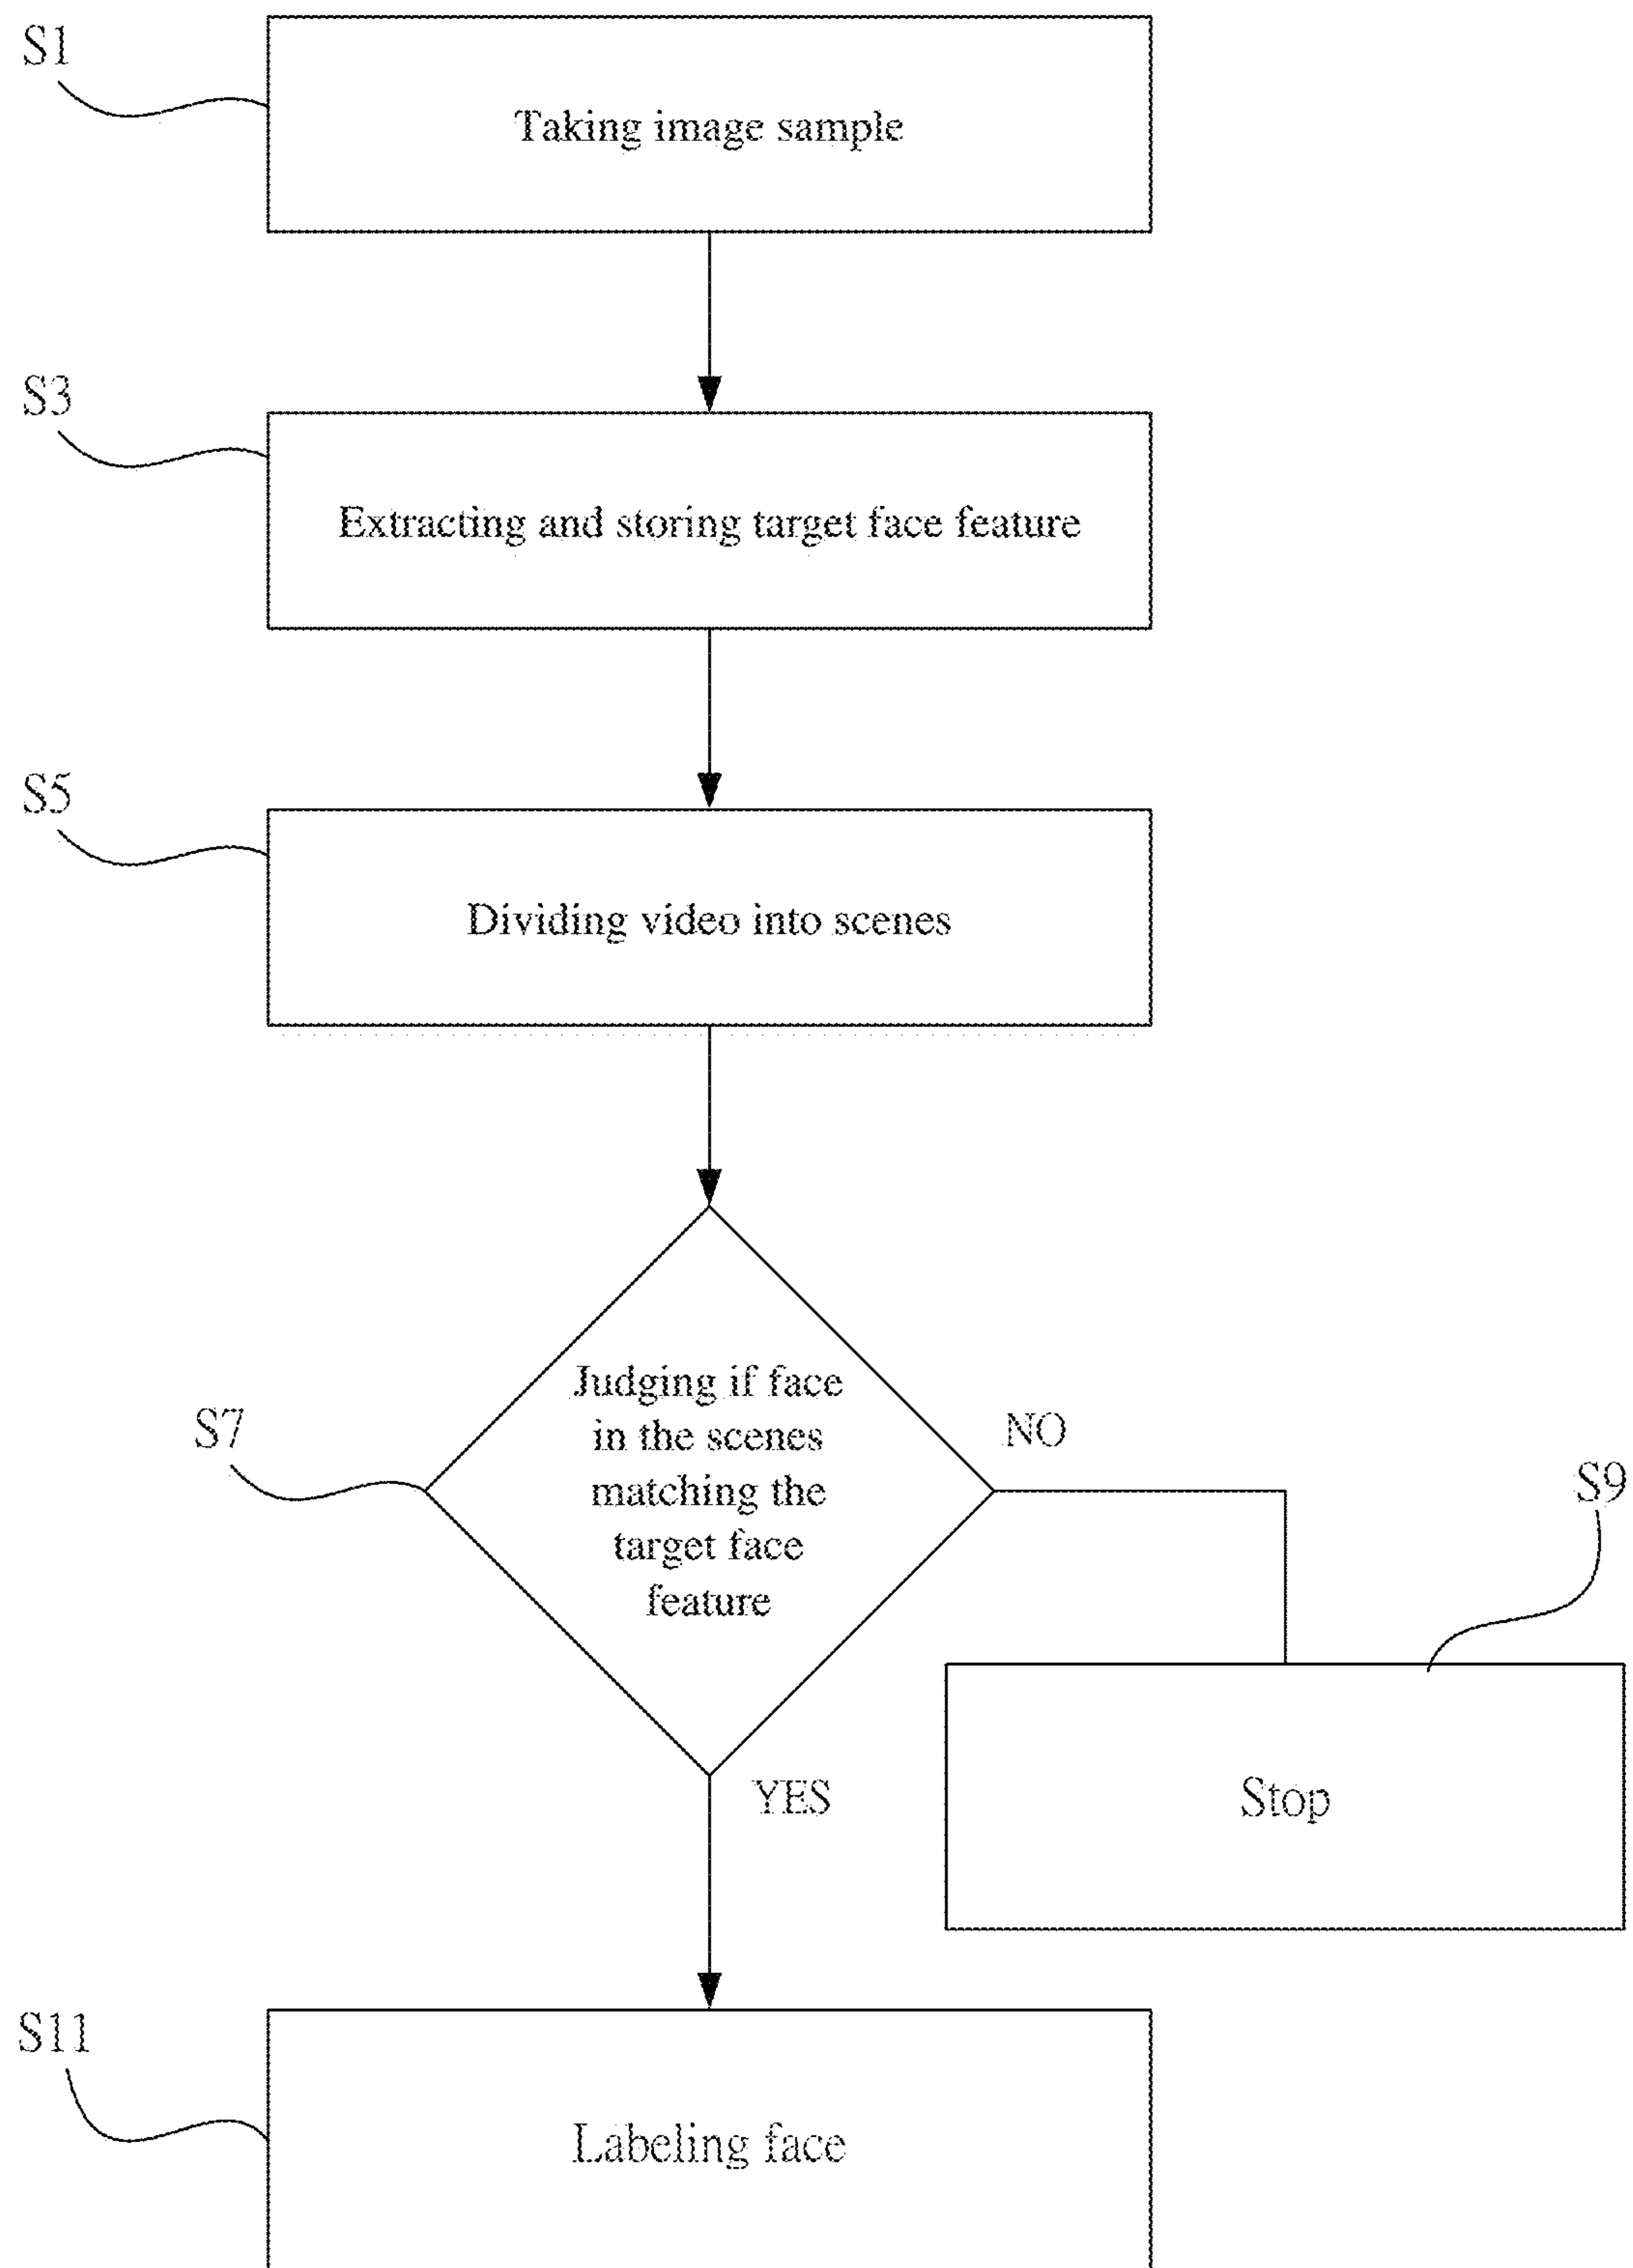 S1
Taking image sample
S3
Extracting and storing target face feature
S5
Dividing video into scenes
S7
Judging if face
in the scenes
matching the
target face
feature
NO
S9
Stop
YES
S11
Labeling face